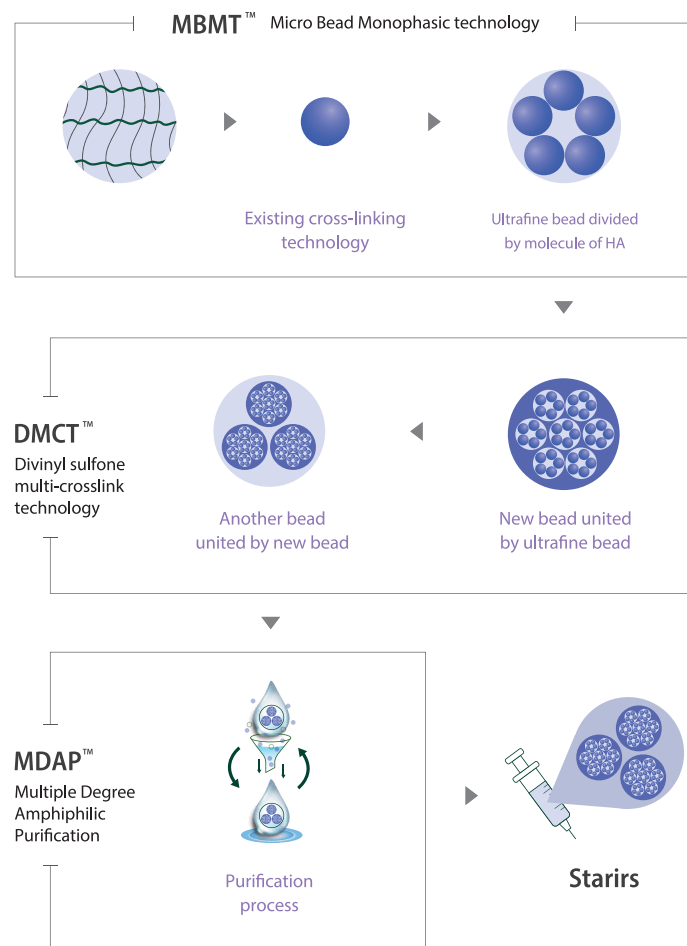 MBMT™ Micro Bead Monophasic technology
Existing cross-linking
technology
Ultrafine bead divided
by molecule of HA
DMCT™
Divinyl sulfone
multi-crosslink
technology
Another bead
united by new bead
New bead united
by ultrafine bead
MDAP™
Multiple Degree
Amphiphilic
Purification
Purification
process
Starirs